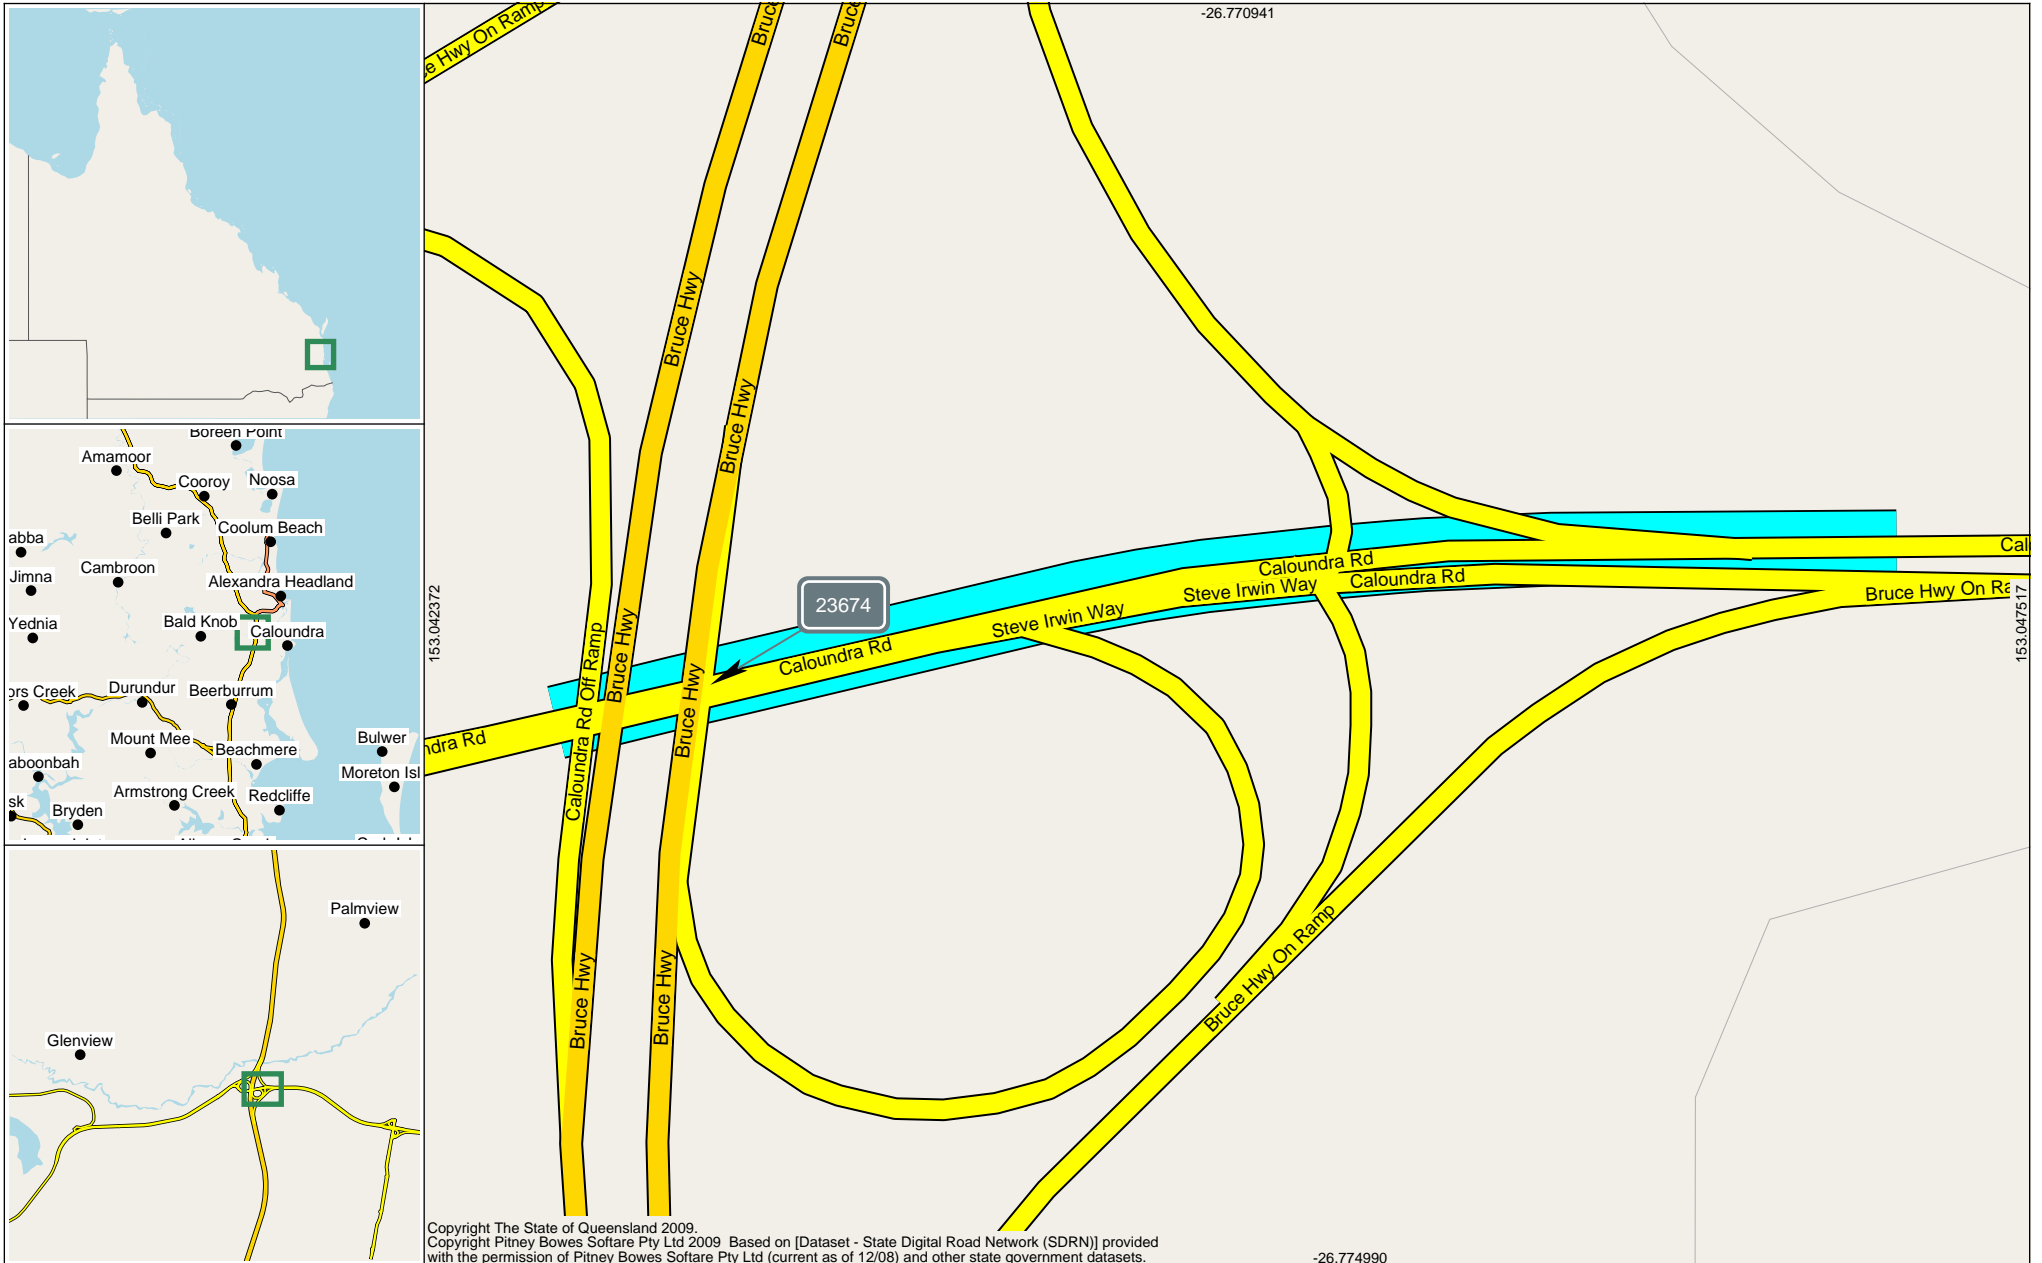 Boreen Point
Amamoor
Cooroy
Noosa
Belli Park
Coolum Beach
abba
Cambroon
Jimna
Alexandra Headland
Bald Knob
Caloundra
Yednia
ors Creek
Durundur
Beerburrum
Mount Mee
Beachmere
Bulwer
aboonbah
Moreton Isl
Armstrong Creek
Redcliffe
sk
Bryden
Palmview
Glenview
-26.770941
153.042372
153.047517
-26.774990
ce Hwy On Ramp
Bruce
Bruce
Bruce Hwy
Bruce Hwy
23674
Caloundra Rd
Steve Irwin Way
Caloundra Rd
Steve Irwin Way
Caloundra Rd
Calo
Bruce Hwy On Ra
Caloundra Rd Off Ramp
Bruce Hwy
Bruce Hwy
ndra Rd
Bruce Hwy
Bruce Hwy
Bruce Hwy On Ramp
Copyright The State of Queensland 2009.
Copyright Pitney Bowes Softare Pty Ltd 2009 Based on [Dataset - State Digital Road Network (SDRN)] provided
with the permission of Pitney Bowes Softare Pty Ltd (current as of 12/08) and other state government datasets.